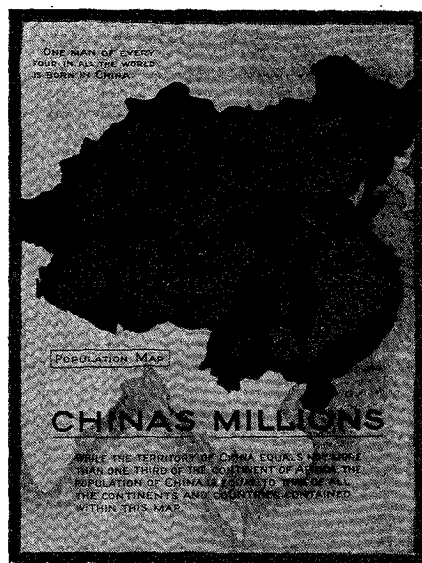 ONE MAN OF EVERY
FOUR IN ALL THE WORLD
IS BORN IN CHINA.
POPULATION MAP
CHINA'S MILLIONS
WHILE THE TERRITORY OF CHINA EQUALS NO MORE
THAN ONE THIRD OF THE CONTINENT OF AFRICA, THE
POPULATION OF CHINA IS EQUAL TO THAT OF ALL
THE CONTINENTS AND COUNTRIES CONTAINED
WITHIN THIS MAP